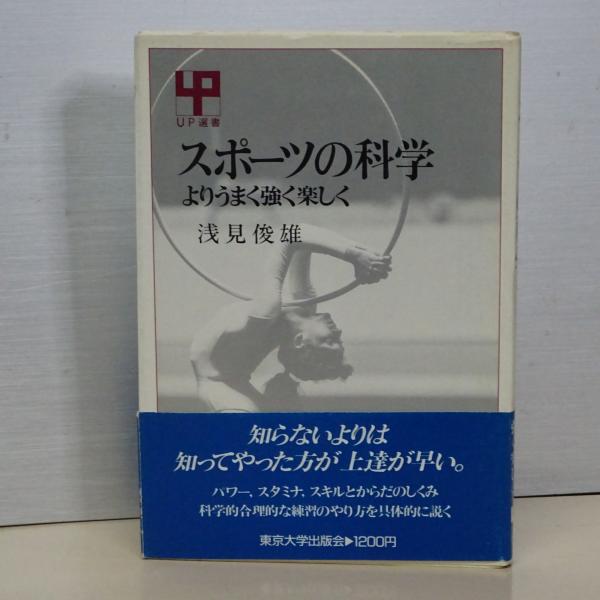 UP
UP選書
スポーツの科学
よりうまく強く楽しく
浅見俊雄
知らないよりは
知ってやった方が上達が早い。
パワー, スタミナ, スキルとからだのしくみ
科学的合理的な練習のやり方を具体的に説く
東京大学出版会▶1200円